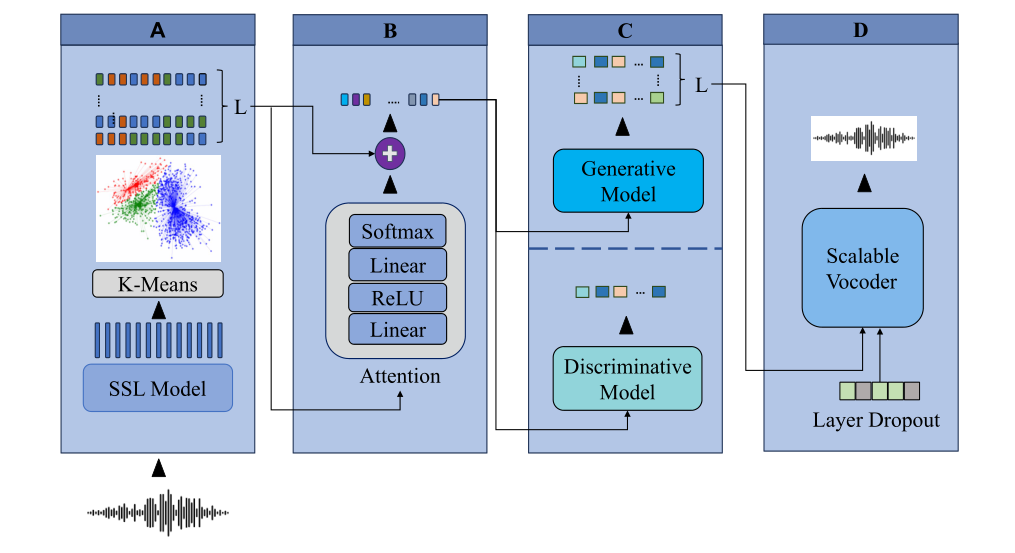 A
L
K-Means
SSL Model
B
Softmax
Linear
ReLU
Linear
Attention
C
L
Generative
Model
Discriminative
Model
D
Scalable
Vocoder
Layer Dropout